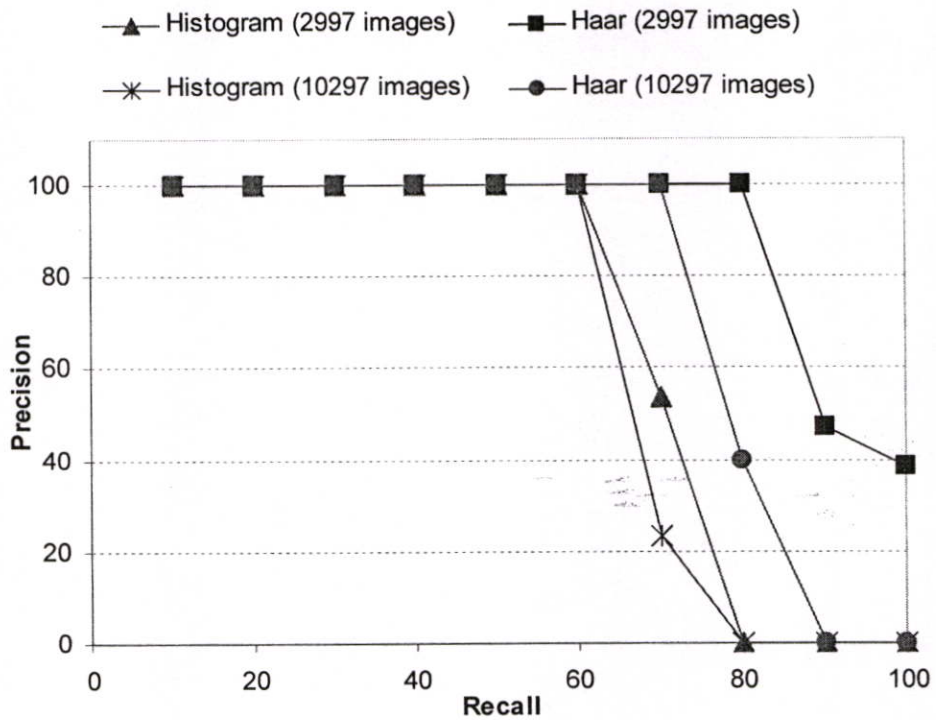 Histogram (2997 images) Haar (2997 images)
Histogram (10297 images) Haar (10297 images)
100
80
60
40
20
0
Precision
0 20 40 60 80 100
Recall